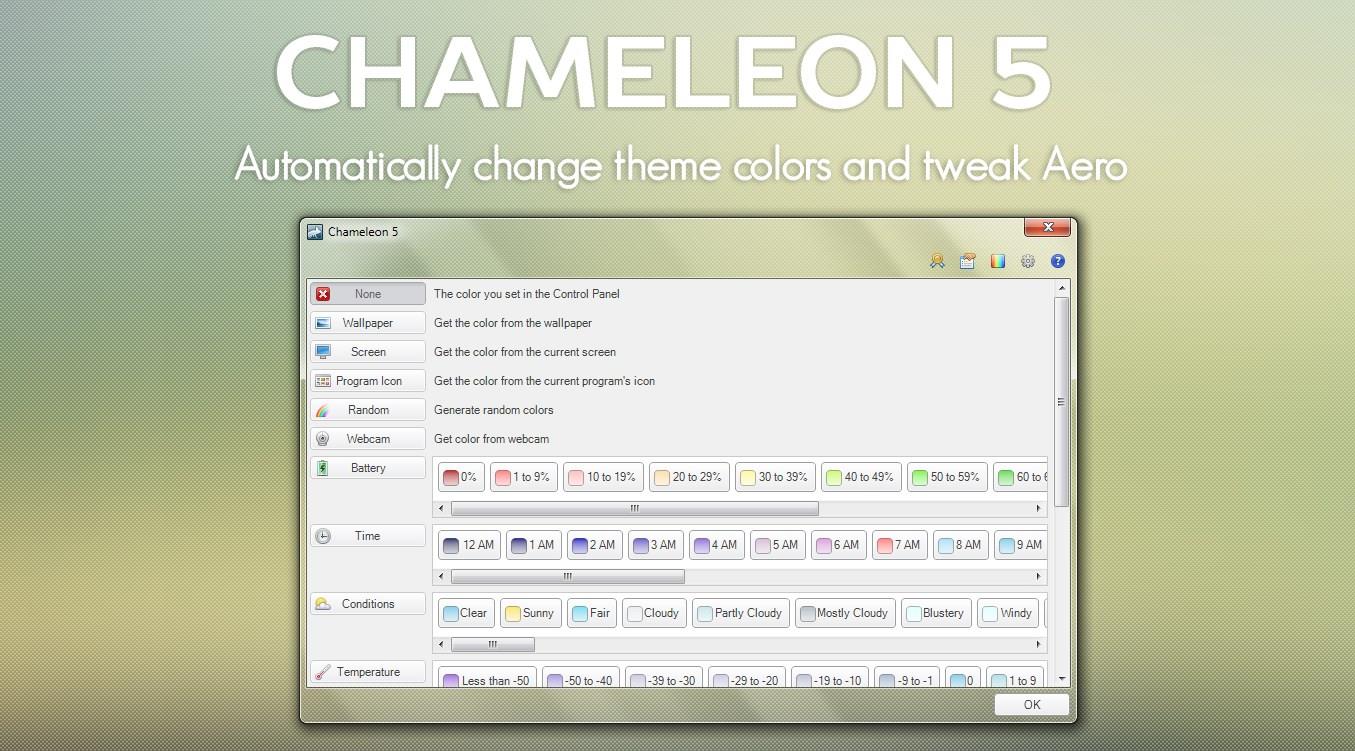 CHAMELEON 5
Automatically change theme colors and tweak Aero
Chameleon 5
None The color you set in the Control Panel
Wallpaper Get the color from the wallpaper
Screen Get the color from the current screen
Program Icon Get the color from the current program's icon
Random Generate random colors
Webcam Get color from webcam
Battery 0% 1 to 9% 10 to 19% 20 to 29% 30 to 39% 40 to 49% 50 to 59% 60 to
Time 12 AM 1 AM 2 AM 3 AM 4 AM 5 AM 6 AM 7 AM 8 AM 9 AM
Conditions Clear Sunny Fair Cloudy Partly Cloudy Mostly Cloudy Blustery Windy
Temperature Less than -50 -50 to -40 -39 to -30 -29 to -20 -19 to -10 -9 to -1 0 1 to 9
OK